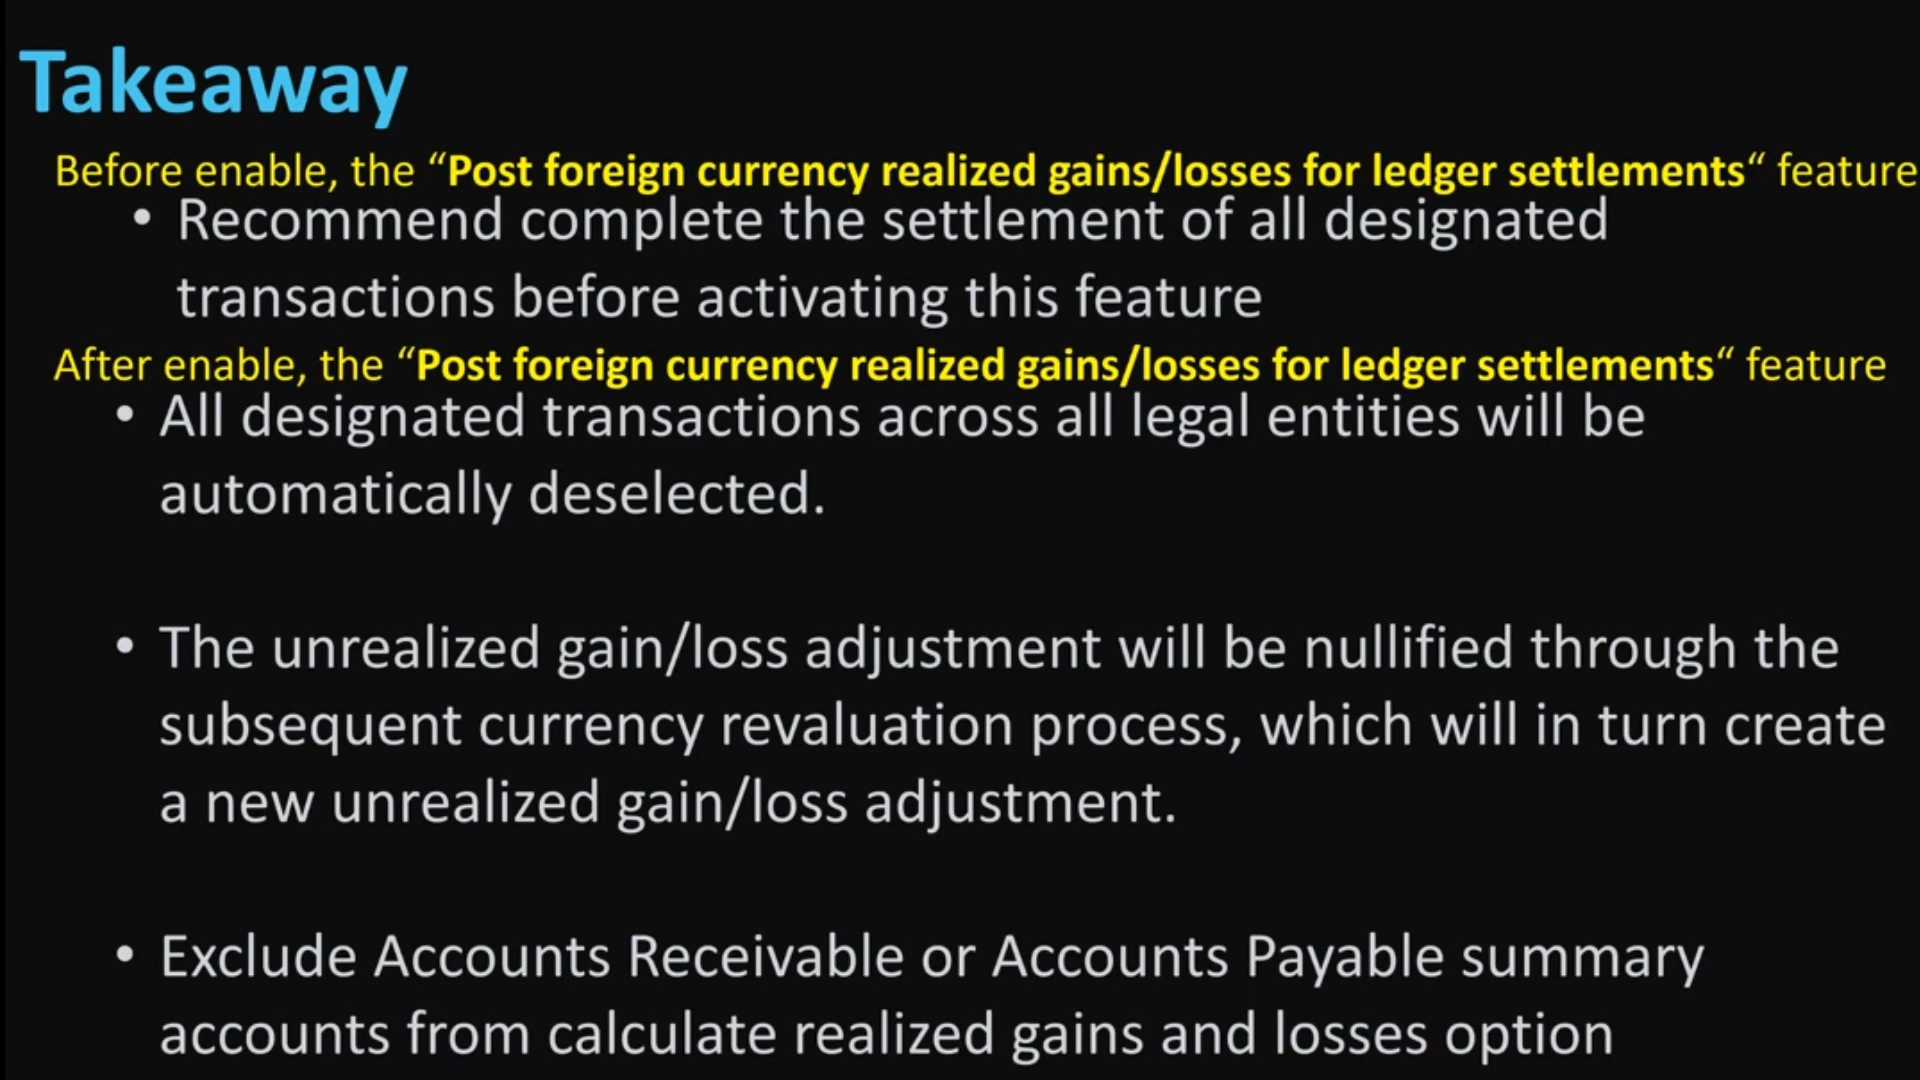 Takeaway
Before enable, the “Post foreign currency realized gains/losses for ledger settlements“ feature
• Recommend complete the settlement of all designated
transactions before activating this feature
After enable, the “Post foreign currency realized gains/losses for ledger settlements“ feature
• All designated transactions across all legal entities will be
automatically deselected.
• The unrealized gain/loss adjustment will be nullified through the
subsequent currency revaluation process, which will in turn create
a new unrealized gain/loss adjustment.
• Exclude Accounts Receivable or Accounts Payable summary
accounts from calculate realized gains and losses option